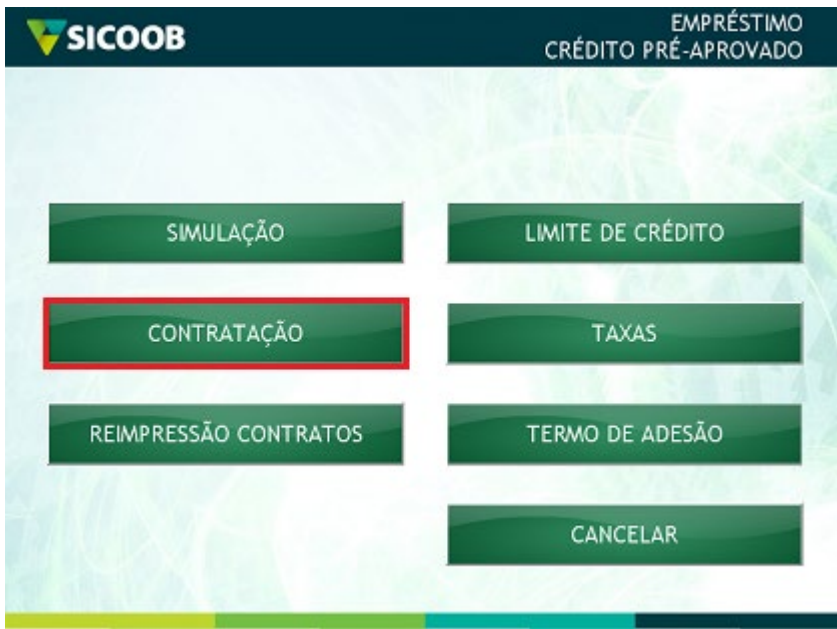 SICOOB
EMPRÉSTIMO
CRÉDITO PRÉ-APROVADO
SIMULAÇÃO
LIMITE DE CRÉDITO
CONTRATAÇÃO
TAXAS
REIMPRESSÃO CONTRATOS
TERMO DE ADESÃO
CANCELAR